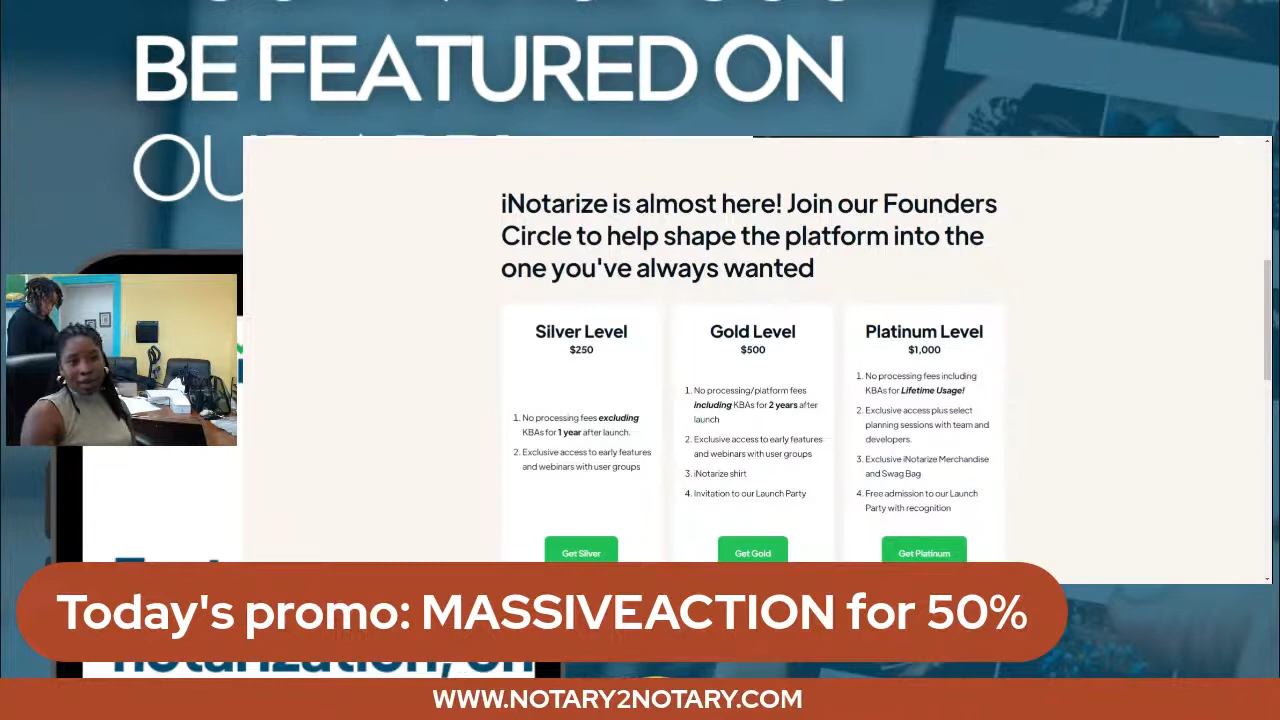 BE FEATURED ON
iNotarize is almost here! Join our Founders
Circle to help shape the platform into the
one you've always wanted
Silver Level
$250
1. No processing fees excluding
KBAs for 1 year after launch.
2. Exclusive access to early features
and webinars with user groups
Get Silver
Gold Level
$500
1. No processing/platform fees
including KBAs for 2 years after
launch
2. Exclusive access to early features
and webinars with user groups
3. iNotarize shirt
4. Invitation to our Launch Party
Get Gold
Platinum Level
$1,000
1. No processing fees including
KBAs for Lifetime Usage!
2. Exclusive access plus select
planning sessions with team and
developers.
3. Exclusive iNotarize Merchandise
and Swag Bag
4. Free admission to our Launch
Party with recognition
Get Platinum
Today's promo: MASSIVEACTION for 50%
notarization, on
WWW.NOTARY2NOTARY.COM